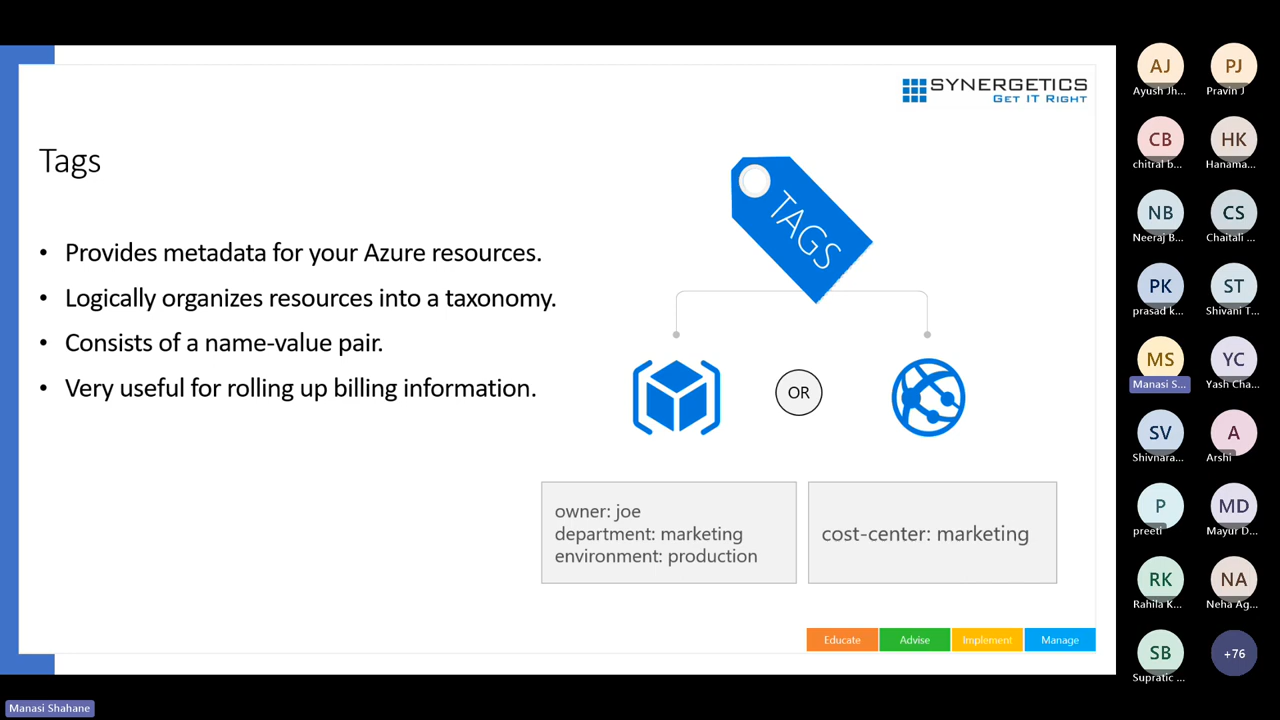 SYNERGETICS
GET IT RIGHT
Tags
• Provides metadata for your Azure resources.
• Logically organizes resources into a taxonomy.
• Consists of a name-value pair.
• Very useful for rolling up billing information.
TAGS
OR
owner: joe
department: marketing
environment: production
cost-center: marketing
Educate
Advise
Implement
Manage
AJ
Ayush Jh...
PJ
Pravin J
CB
chitral b...
HK
Hanama...
NB
Neeraj B...
CS
Chaitali ...
PK
prasad k...
ST
Shivani T...
MS
Manasi S...
YC
Yash Cha...
SV
Shivnara...
A
Arshi
P
preeti
MD
Mayur D...
RK
Rahila K...
NA
Neha Ag...
SB
Supratic ...
+76
Manasi Shahane